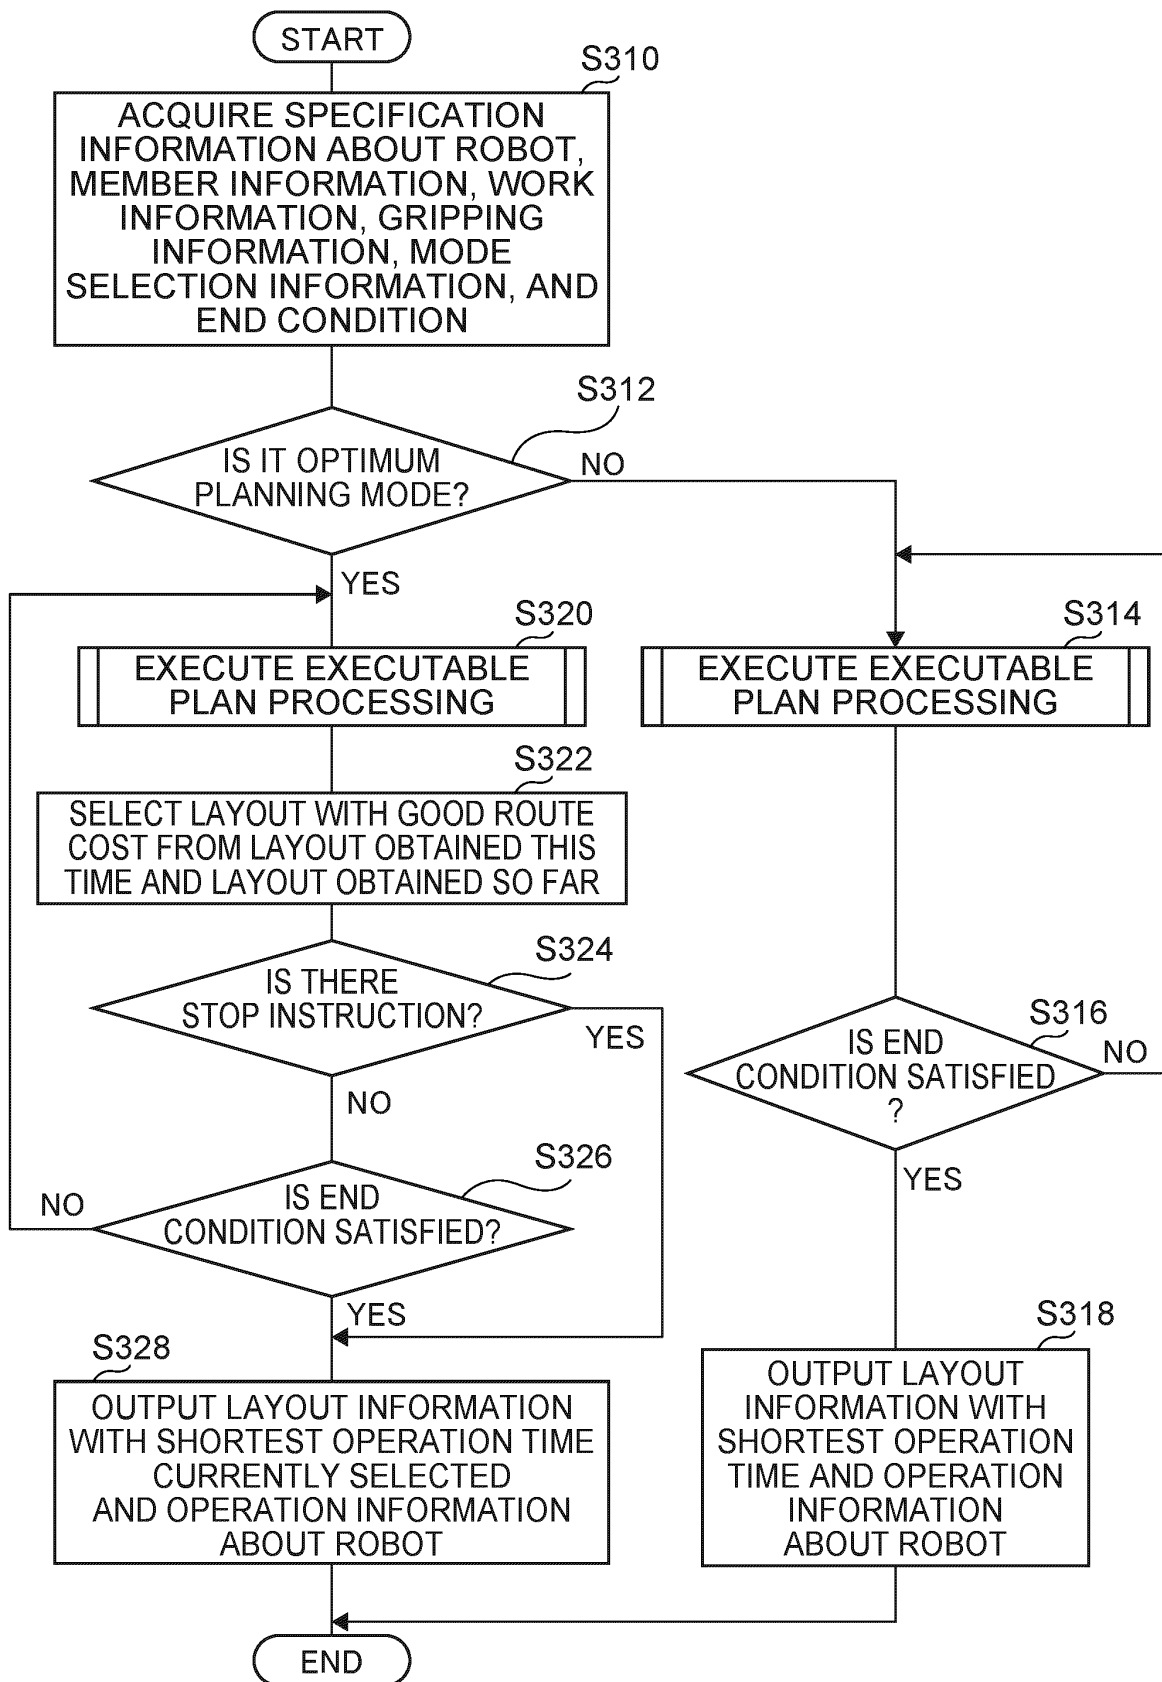 START
S310
ACQUIRE SPECIFICATION
INFORMATION ABOUT ROBOT,
MEMBER INFORMATION, WORK
INFORMATION, GRIPPING
INFORMATION, MODE
SELECTION INFORMATION, AND
END CONDITION
S312
IS IT OPTIMUM
PLANNING MODE?
NO
YES
S320
EXECUTE EXECUTABLE
PLAN PROCESSING
S314
EXECUTE EXECUTABLE
PLAN PROCESSING
S322
SELECT LAYOUT WITH GOOD ROUTE
COST FROM LAYOUT OBTAINED THIS
TIME AND LAYOUT OBTAINED SO FAR
S324
IS THERE
STOP INSTRUCTION?
YES
NO
S316
IS END
CONDITION SATISFIED
?
NO
YES
S326
IS END
CONDITION SATISFIED?
NO
YES
S328
OUTPUT LAYOUT INFORMATION
WITH SHORTEST OPERATION TIME
CURRENTLY SELECTED
AND OPERATION INFORMATION
ABOUT ROBOT
S318
OUTPUT LAYOUT
INFORMATION WITH
SHORTEST OPERATION
TIME AND OPERATION
INFORMATION
ABOUT ROBOT
END